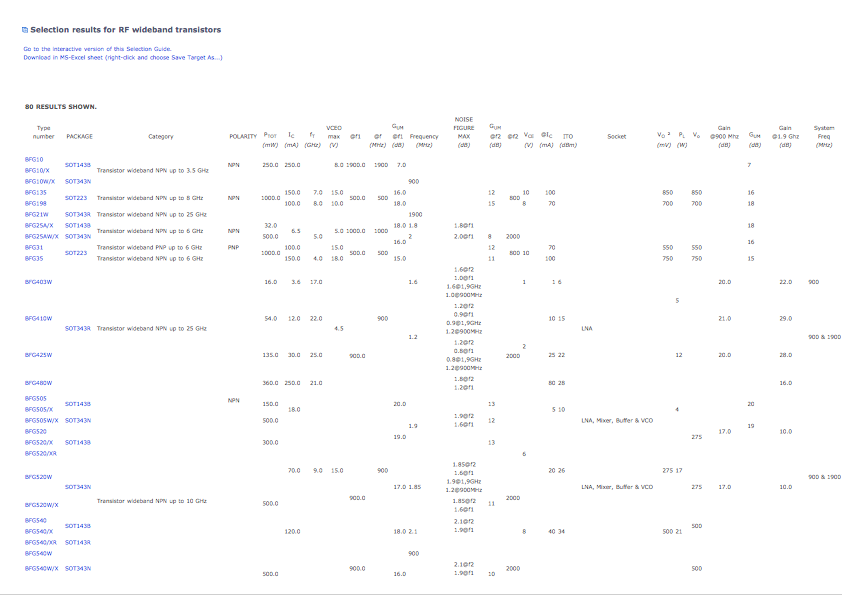 Selection results for RF wideband transistors
Go to the interactive version of this Selection Guide.
Download in MS-Excel sheet (right-click and choose Save Target As...)
80 RESULTS SHOWN.
Type number PACKAGE Category POLARITY PTOT (mW) IC (mA) fT (GHz) VCEO max (V) @f1 @f (MHz) GUM @f1 (dB) Frequency (MHz) NOISE FIGURE MAX (dB) GUM @f2 (dB) @f2 VCE (V) @IC (mA) ITO (dBm) Socket VO ² (mV) PL (W) Vo Gain @900 MHz (dB) GUM (dB) Gain @1.9 Ghz (dB) System Freq (MHz)
BFG10
SOT143B NPN 250.0 250.0 8.0 1900.0 1900 7.0 7
BFG10/X Transistor wideband NPN up to 3.5 GHz
BFG10W/X SOT343N 900
BFG135 150.0 7.0 15.0 16.0 12 10 100 850 850 16
SOT223 Transistor wideband NPN up to 8 GHz NPN 1000.0 500.0 500 800
BFG198 100.0 8.0 10.0 18.0 15 8 70 700 700 18
BFG21W SOT343R Transistor wideband NPN up to 25 GHz 1900
BFG25A/X SOT143B 32.0 18.0 1.8 1.8@f1 18
Transistor wideband NPN up to 6 GHz NPN 6.5 5.0 1000.0 1000
BFG25AW/X SOT343N 500.0 5.0 2 2.0@f1 8 2000
16.0 16
BFG31 Transistor wideband PNP up to 6 GHz PNP 100.0 15.0 12 70 550 550
SOT223 1000.0 500.0 500 800 10
BFG35 Transistor wideband NPN up to 6 GHz 150.0 4.0 18.0 15.0 11 100 750 750 15
1.6@f2
1.0@f1
BFG403W 16.0 3.6 17.0 1.6 1 1 6 20.0 22.0 900
1.6@1,9GHz
1.0@900MHz
5
1.2@f2
0.9@f1
BFG410W 54.0 12.0 22.0 900 10 15 21.0 29.0
0.9@1,9GHz
SOT343R Transistor wideband NPN up to 25 GHz 4.5 1.2@900MHz LNA
1.2 900 & 1900
1.2@f2
2
0.8@f1
BFG425W 135.0 30.0 25.0 900.0 2000 25 22 12 20.0 28.0
0.8@1,9GHz
1.2@900MHz
1.8@f2
BFG480W 360.0 250.0 21.0 80 28 16.0
1.2@f1
BFG505 NPN
SOT143B 150.0 20.0 13 20
BFG505/X 18.0 5 10 4
1.9@f2
BFG505W/X SOT343N 500.0 12 LNA, Mixer, Buffer & VCO
1.9 1.6@f1 19
BFG520 17.0 10.0
19.0 275
BFG520/X SOT143B 300.0 13
BFG520/XR 6
1.85@f2
70.0 9.0 15.0 900 20 26 275 17
1.6@f1
BFG520W 900 & 1900
1.9@1,9GHz
SOT343N 17.0 1.85 LNA, Mixer, Buffer & VCO 275 17.0 10.0
1.2@900MHz
900.0 2000
Transistor wideband NPN up to 10 GHz 1.85@f2
BFG520W/X 500.0 11
1.6@f1
BFG540
2.1@f2
SOT143B 500
BFG540/X 120.0 18.0 2.1 1.9@f1 8 40 34 500 21
BFG540/XR SOT143R
BFG540W 900
2.1@f2
BFG540W/X SOT343N 900.0 2000 500
1.9@f1
500.0 16.0 10